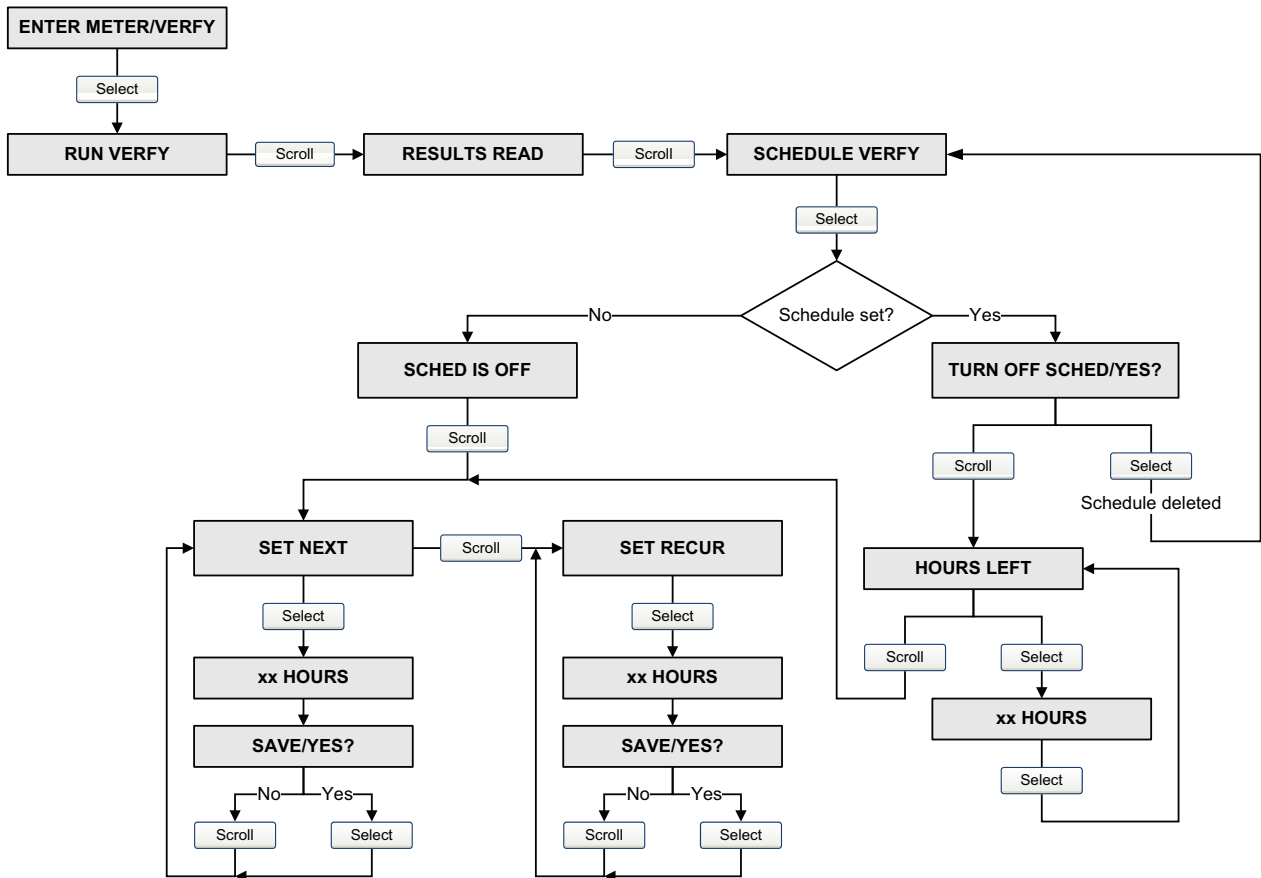 ENTER METER/VERFY
Select
RUN VERFY
Scroll
RESULTS READ
Scroll
SCHEDULE VERFY
Select
Schedule set?
No
Yes
SCHED IS OFF
TURN OFF SCHED/YES?
Scroll
Scroll
Select
Schedule deleted
SET NEXT
Scroll
SET RECUR
HOURS LEFT
Select
Select
Scroll
Select
xx HOURS
xx HOURS
xx HOURS
SAVE/YES?
SAVE/YES?
Select
No
Yes
No
Yes
Scroll
Select
Scroll
Select